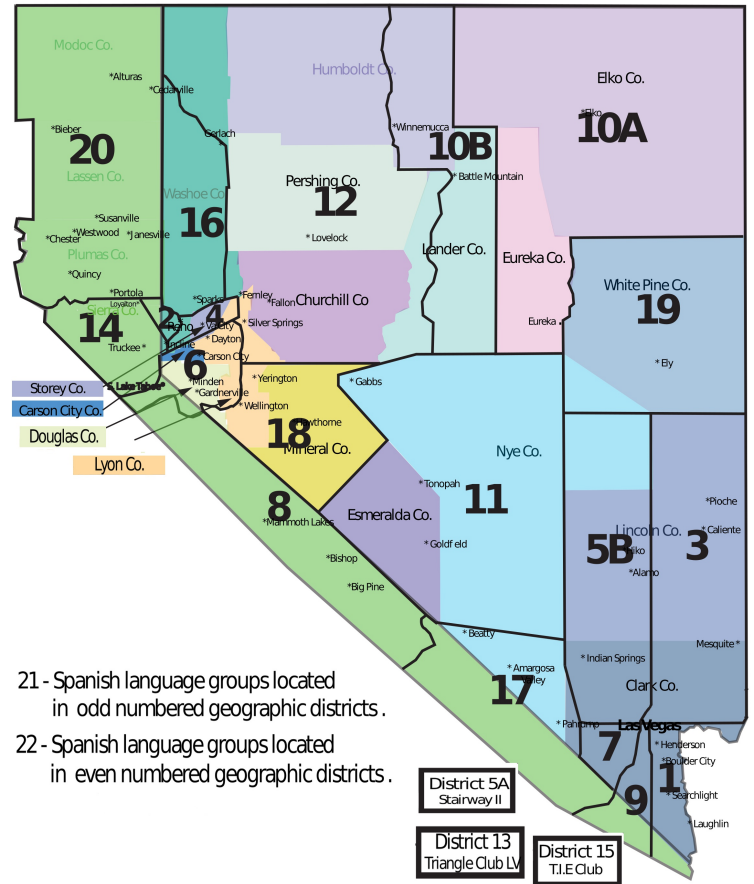 Modoc Co.
*Alturas
*Cedarville
Humboldt Co.
Elko Co.
*Elko
10A
*Bieber
20
Gerlach
*Winnemucca
10B
Lassen Co.
Washoe Co
16
Pershing Co.
12
* Battle Mountain
*Susanville
*Westwood
*Chester
*Janesville
* Lovelock
Lander Co.
Eureka Co.
Plumas Co.
*Quincy
*Portola
Loyalton*
Sierra Co.
14
Truckee *
2
Reno
*Sparks
4
*Va City
*Fernley
*Fallon
Churchill Co
* Silver Springs
* Dayton
Incline
* Carson City
6
White Pine Co.
19
Eureka *
* Ely
Storey Co.
Carson City Co.
Douglas Co.
Lyon Co.
S. Lake Tahoe*
*Minden
*Gardnerville
* Yerington
* Wellington
* Gabbs
18
*Hawthorne
Mineral Co.
Nye Co.
* Tonopah
11
8
*Mammoth Lakes
Esmeralda Co.
* Goldf eld
*Bishop
*Big Pine
*Pioche
Lincoln Co.
* Caliente
5B
*Hiko
3
*Alamo
* Beatty
Mesquite *
* Indian Springs
* Amargosa
Valley
17
Clark Co.
* Pahrump
Las Vegas
7
* Henderson
*Boulder City
1
* Searchlight
9
* Laughlin
21 - Spanish language groups located
in odd numbered geographic districts .
22 - Spanish language groups located
in even numbered geographic districts .
District 5A
Stairway II
District 13
Triangle Club LV
District 15
T.I.E Club